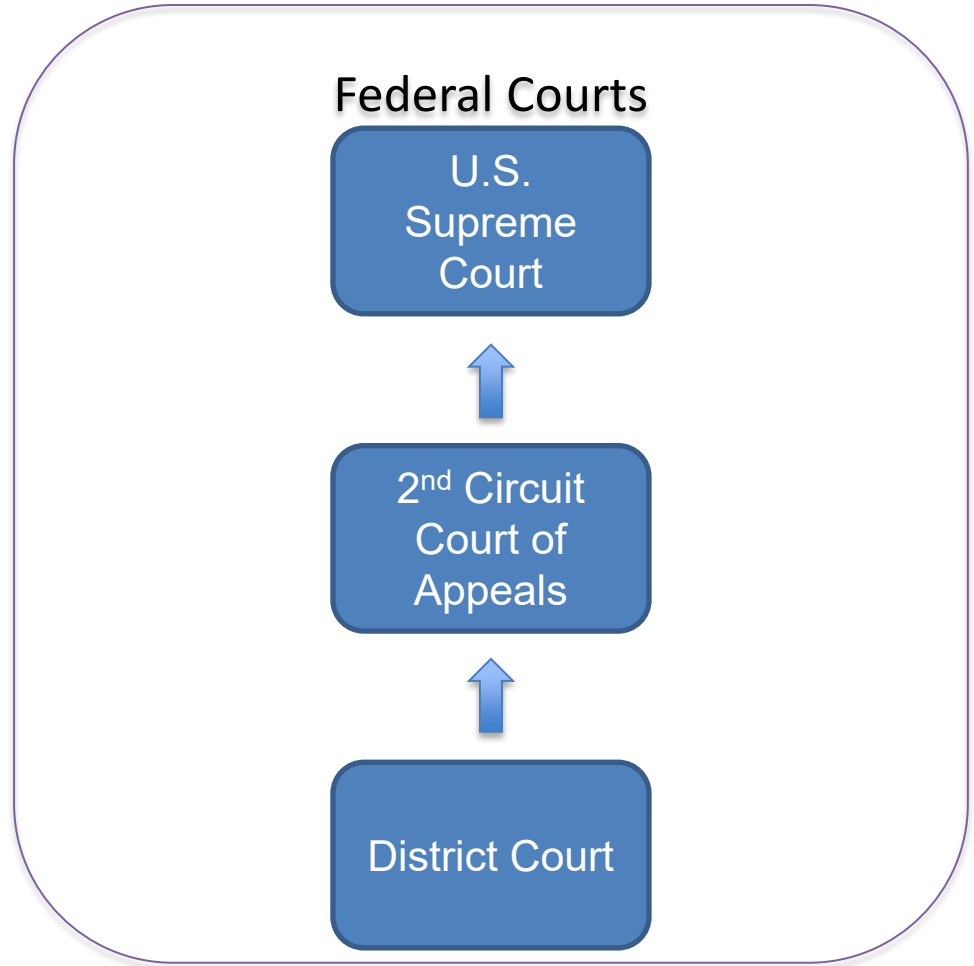 Federal Courts
U.S.
Supreme
Court
2nd Circuit
Court of
Appeals
District Court